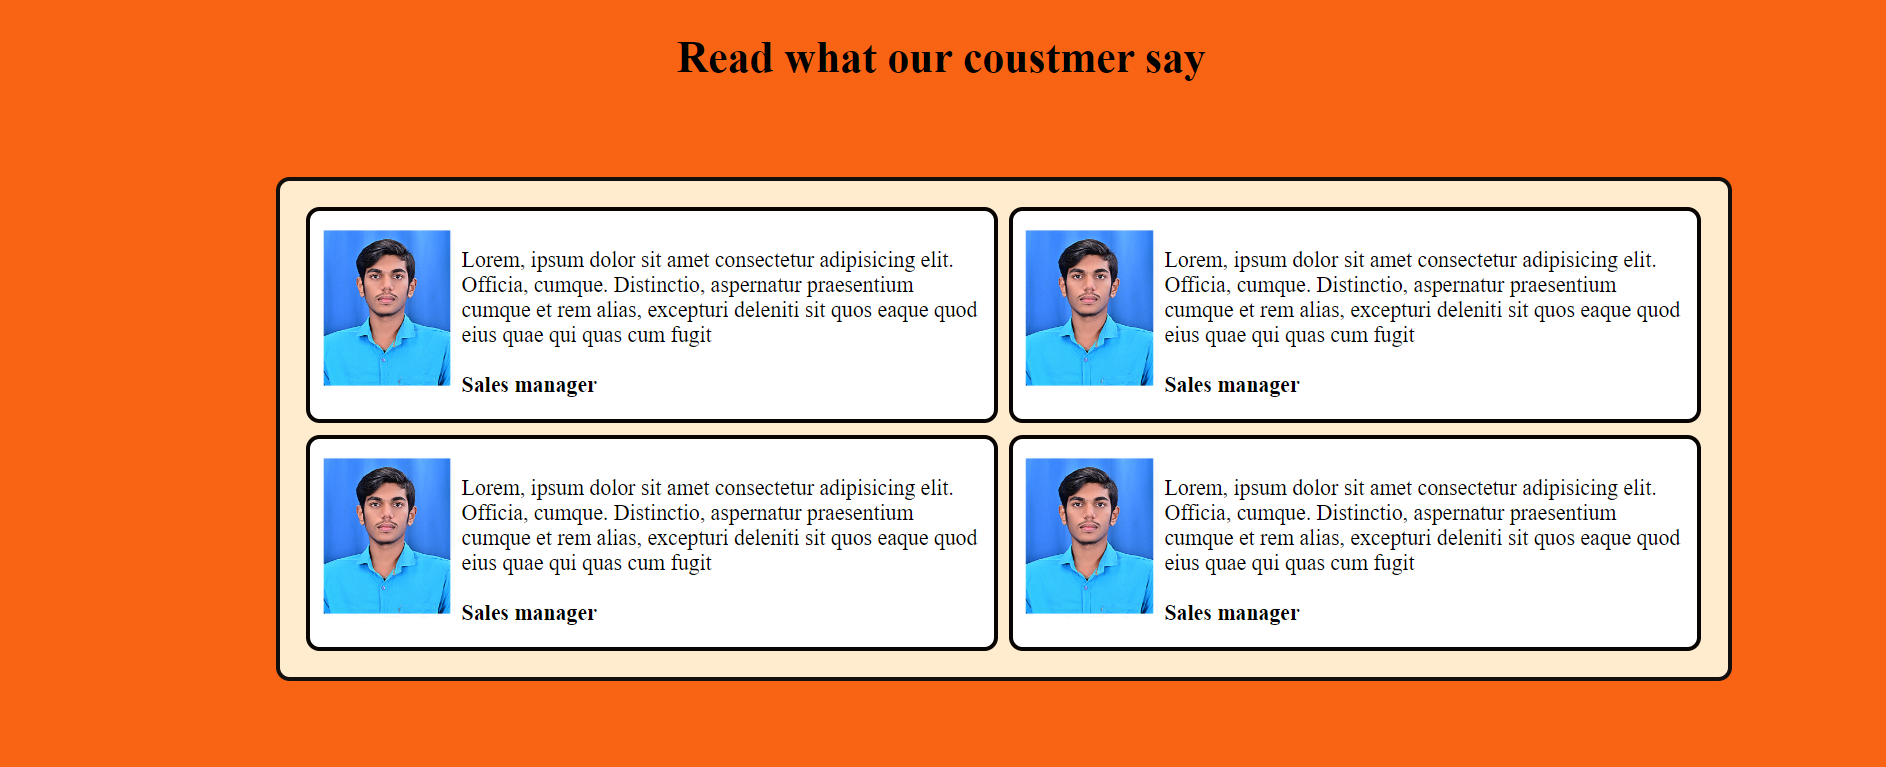 Read what our coustmer say
Lorem, ipsum dolor sit amet consectetur adipisicing elit.
Officia, cumque. Distinctio, aspernatur praesentium
cumque et rem alias, excepturi deleniti sit quos eaque quod
eius quae qui quas cum fugit
Sales manager
Lorem, ipsum dolor sit amet consectetur adipisicing elit.
Officia, cumque. Distinctio, aspernatur praesentium
cumque et rem alias, excepturi deleniti sit quos eaque quod
eius quae qui quas cum fugit
Sales manager
Lorem, ipsum dolor sit amet consectetur adipisicing elit.
Officia, cumque. Distinctio, aspernatur praesentium
cumque et rem alias, excepturi deleniti sit quos eaque quod
eius quae qui quas cum fugit
Sales manager
Lorem, ipsum dolor sit amet consectetur adipisicing elit.
Officia, cumque. Distinctio, aspernatur praesentium
cumque et rem alias, excepturi deleniti sit quos eaque quod
eius quae qui quas cum fugit
Sales manager